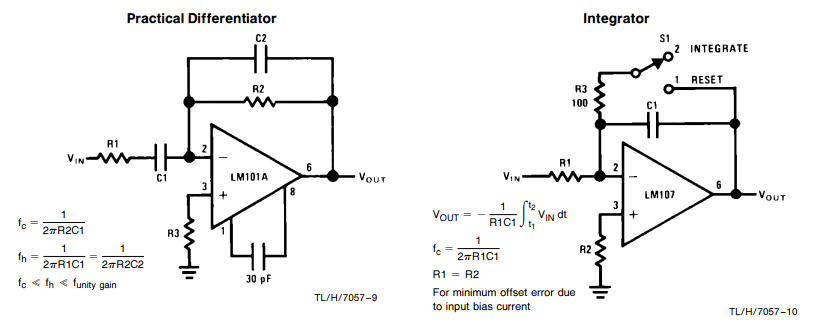 Practical Differentiator
C2
R2
R1
VIN
C1
2
−
LM101A
6
VOUT
3
+
8
1
R3
30 pF
fc = 1 / 2πR2C1
fh = 1 / 2πR1C1 = 1 / 2πR2C2
fc ≪ fh ≪ funity gain
TL/H/7057–9
Integrator
S1
2 INTEGRATE
1 RESET
R3
100
C1
R1
VIN
2
−
LM107
6
VOUT
3
+
R2
VOUT = − 1 / R1C1 ∫t1t2 VIN dt
fc = 1 / 2πR1C1
R1 = R2
For minimum offset error due
to input bias current
TL/H/7057–10